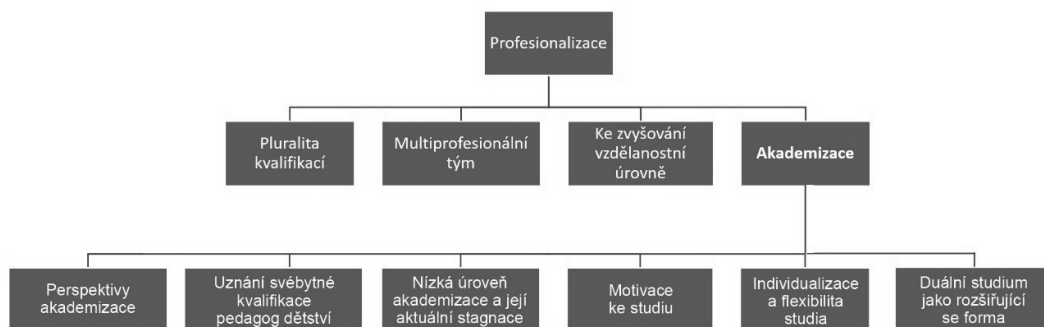 Profesionalizace
Pluralita
kvalifikací
Multiprofesionální
tým
Ke zvyšování
vzdělanostní
úrovně
Akademizace
Perspektivy
akademizace
Uznání svébytné
kvalifikace
pedagog dětství
Nízká úroveň
akademizace a její
aktuální stagnace
Motivace
ke studiu
Individualizace
a flexibilita
studia
Duální studium
jako rozšiřující
se forma